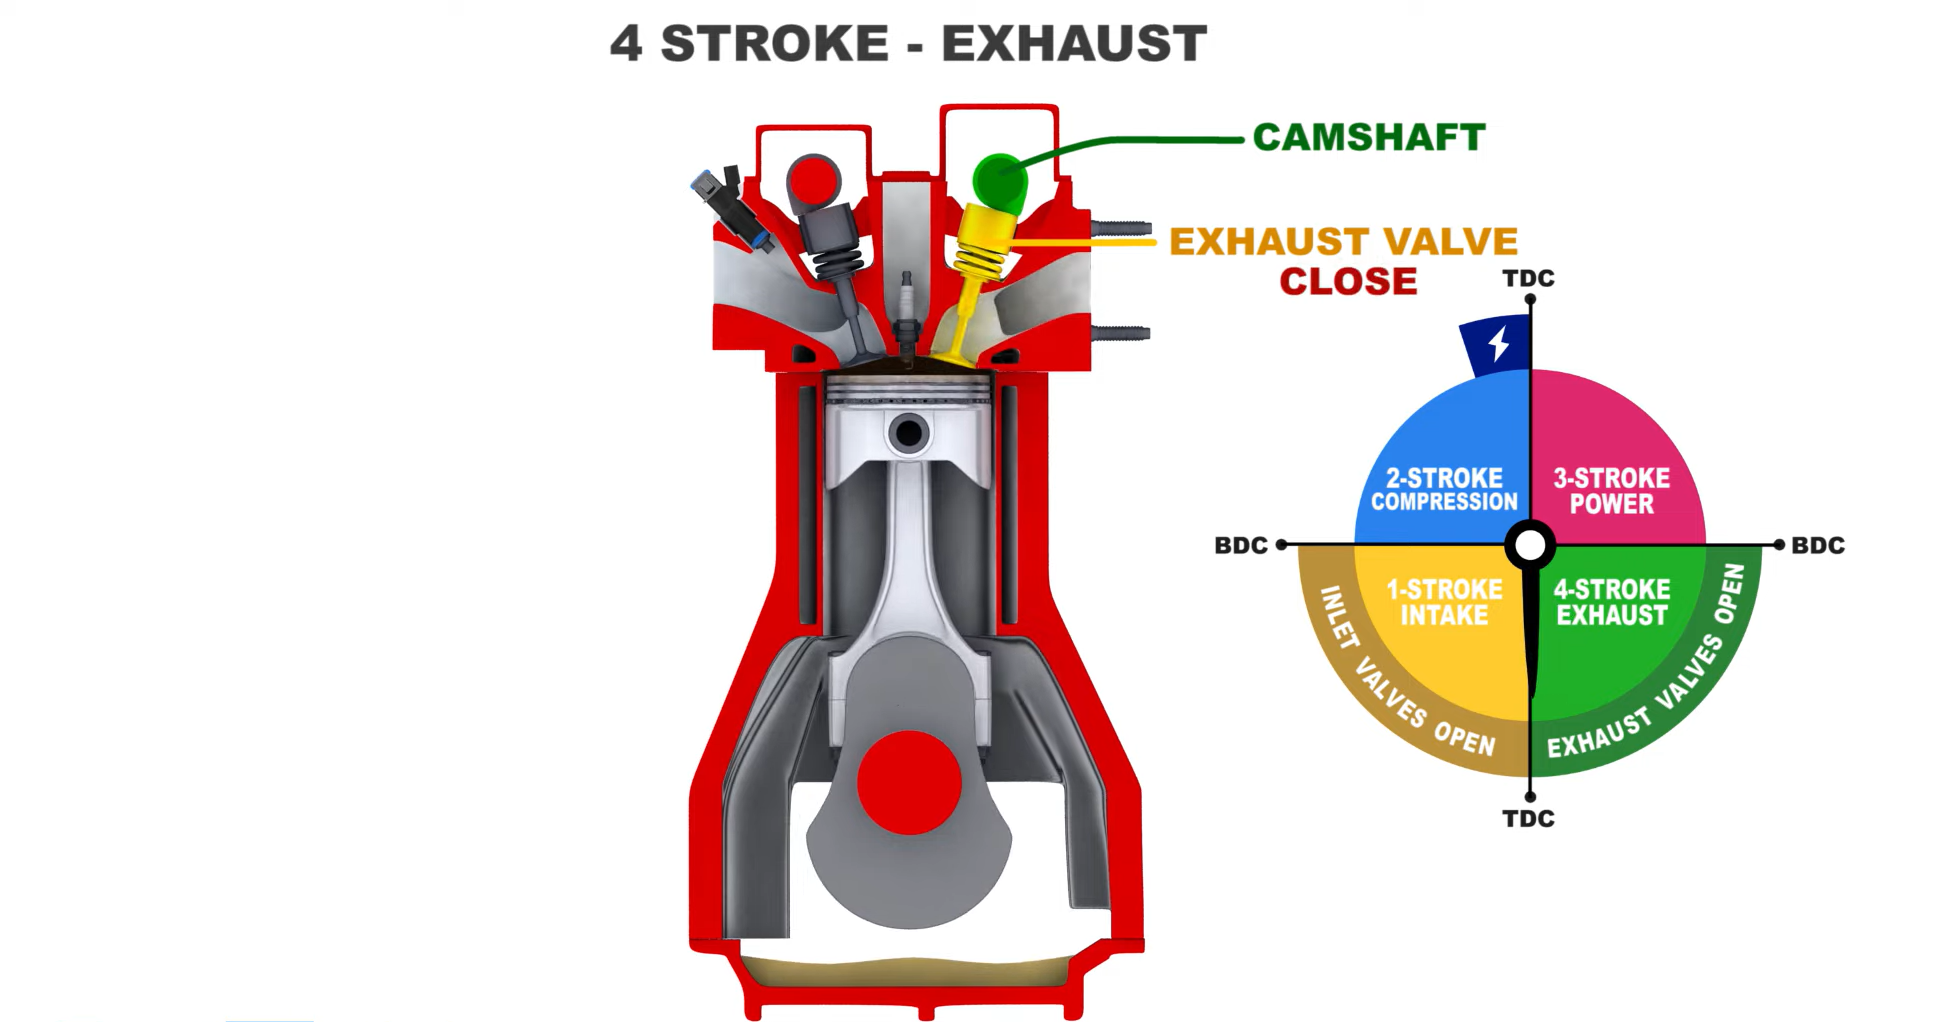 4 STROKE - EXHAUST
CAMSHAFT
EXHAUST VALVE
CLOSE
TDC
2-STROKE
COMPRESSION
3-STROKE
POWER
BDC
BDC
1-STROKE
INTAKE
4-STROKE
EXHAUST
INLET VALVES OPEN
EXHAUST VALVES OPEN
TDC